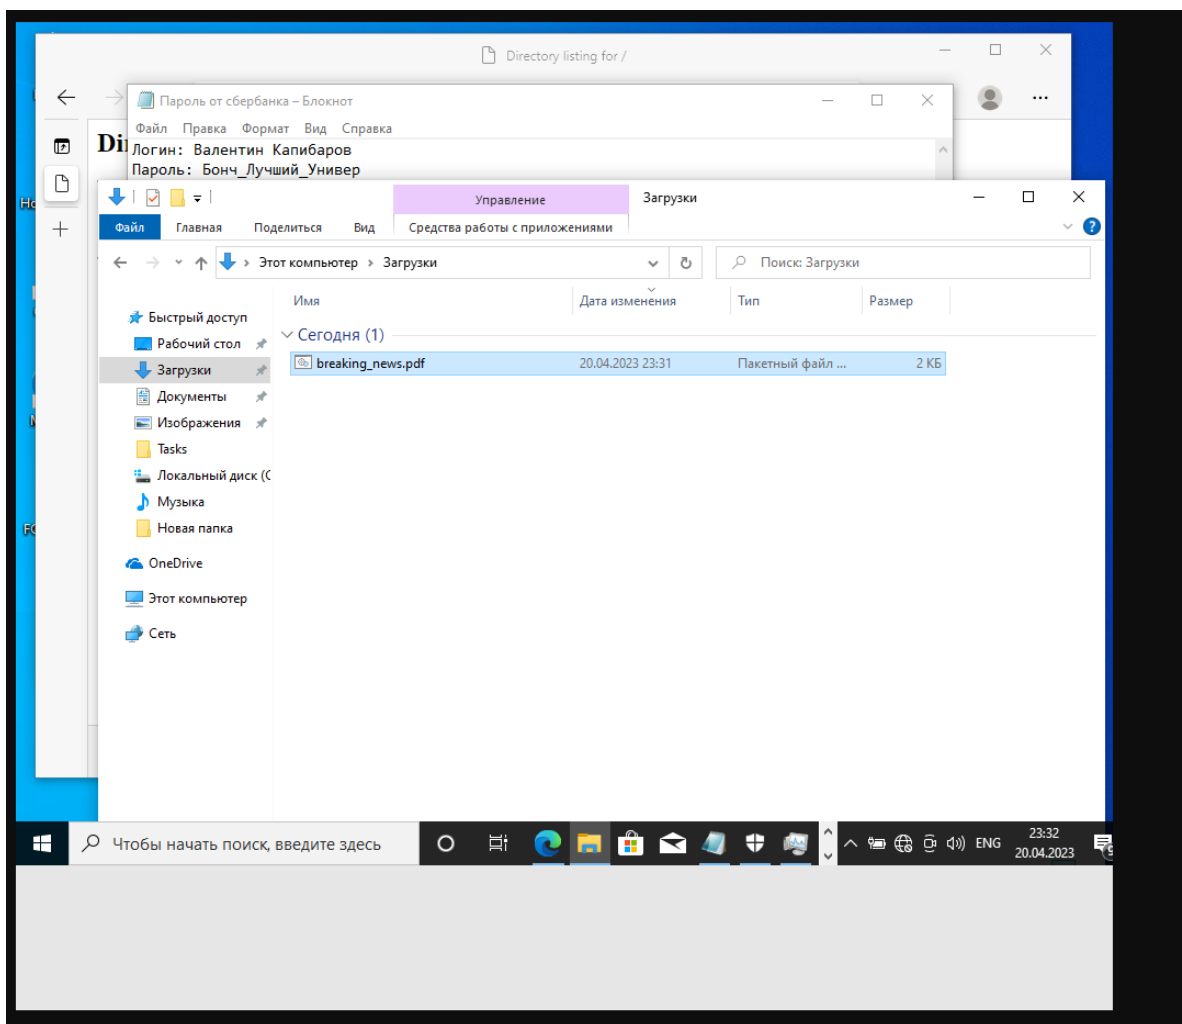 Directory listing for /
Пароль от сбербанка – Блокнот
Файл Правка Формат Вид Справка
Логин: Валентин Капибаров
Пароль: Бонч_Лучший_Универ
Управление
Загрузки
Файл Главная Поделиться Вид Средства работы с приложениями
Этот компьютер › Загрузки
Поиск: Загрузки
Имя Дата изменения Тип Размер
Сегодня (1)
breaking_news.pdf 20.04.2023 23:31 Пакетный файл ... 2 КБ
Быстрый доступ
Рабочий стол
Загрузки
Документы
Изображения
Tasks
Локальный диск (C
Музыка
Новая папка
OneDrive
Этот компьютер
Сеть
Чтобы начать поиск, введите здесь
ENG
23:32
20.04.2023